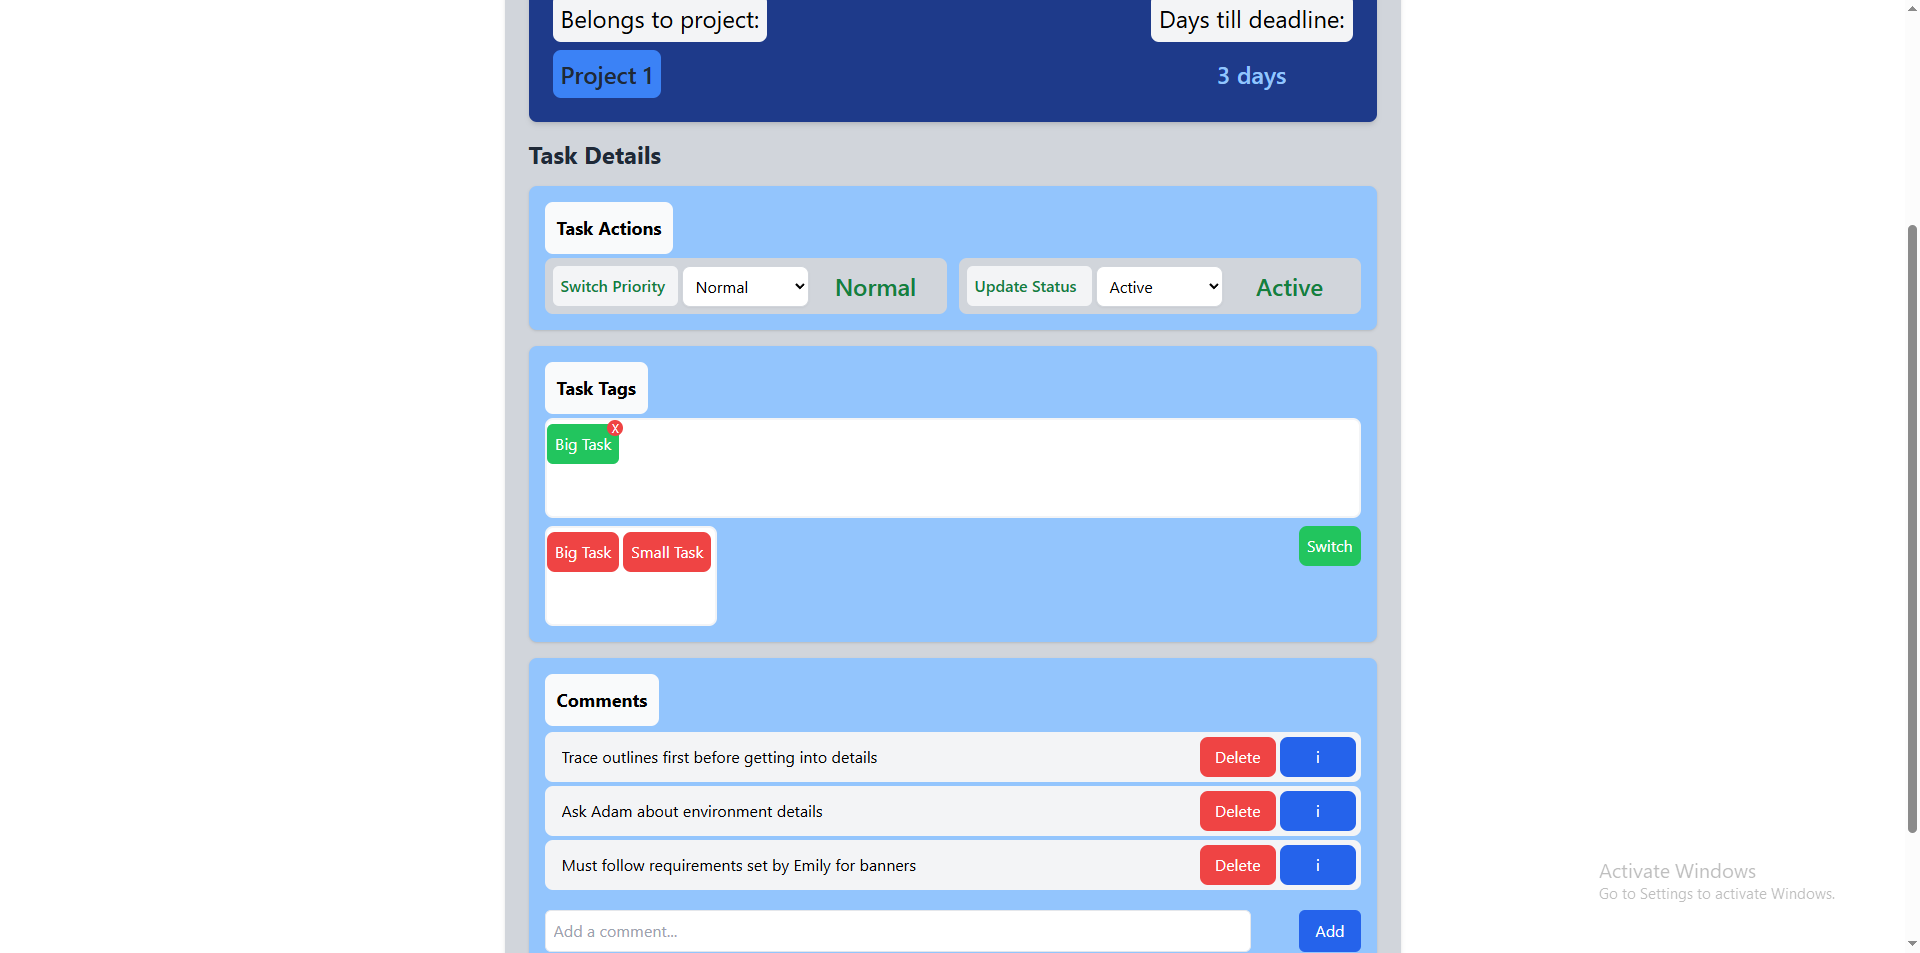 Belongs to project: Days till deadline:
Project 1 3 days
Task Details
Task Actions
Switch Priority Normal Normal Update Status Active Active
Task Tags
X
Big Task
Big Task Small Task Switch
Comments
Trace outlines first before getting into details Delete i
Ask Adam about environment details Delete i
Must follow requirements set by Emily for banners Delete i
Add a comment... Add
Activate Windows
Go to Settings to activate Windows.